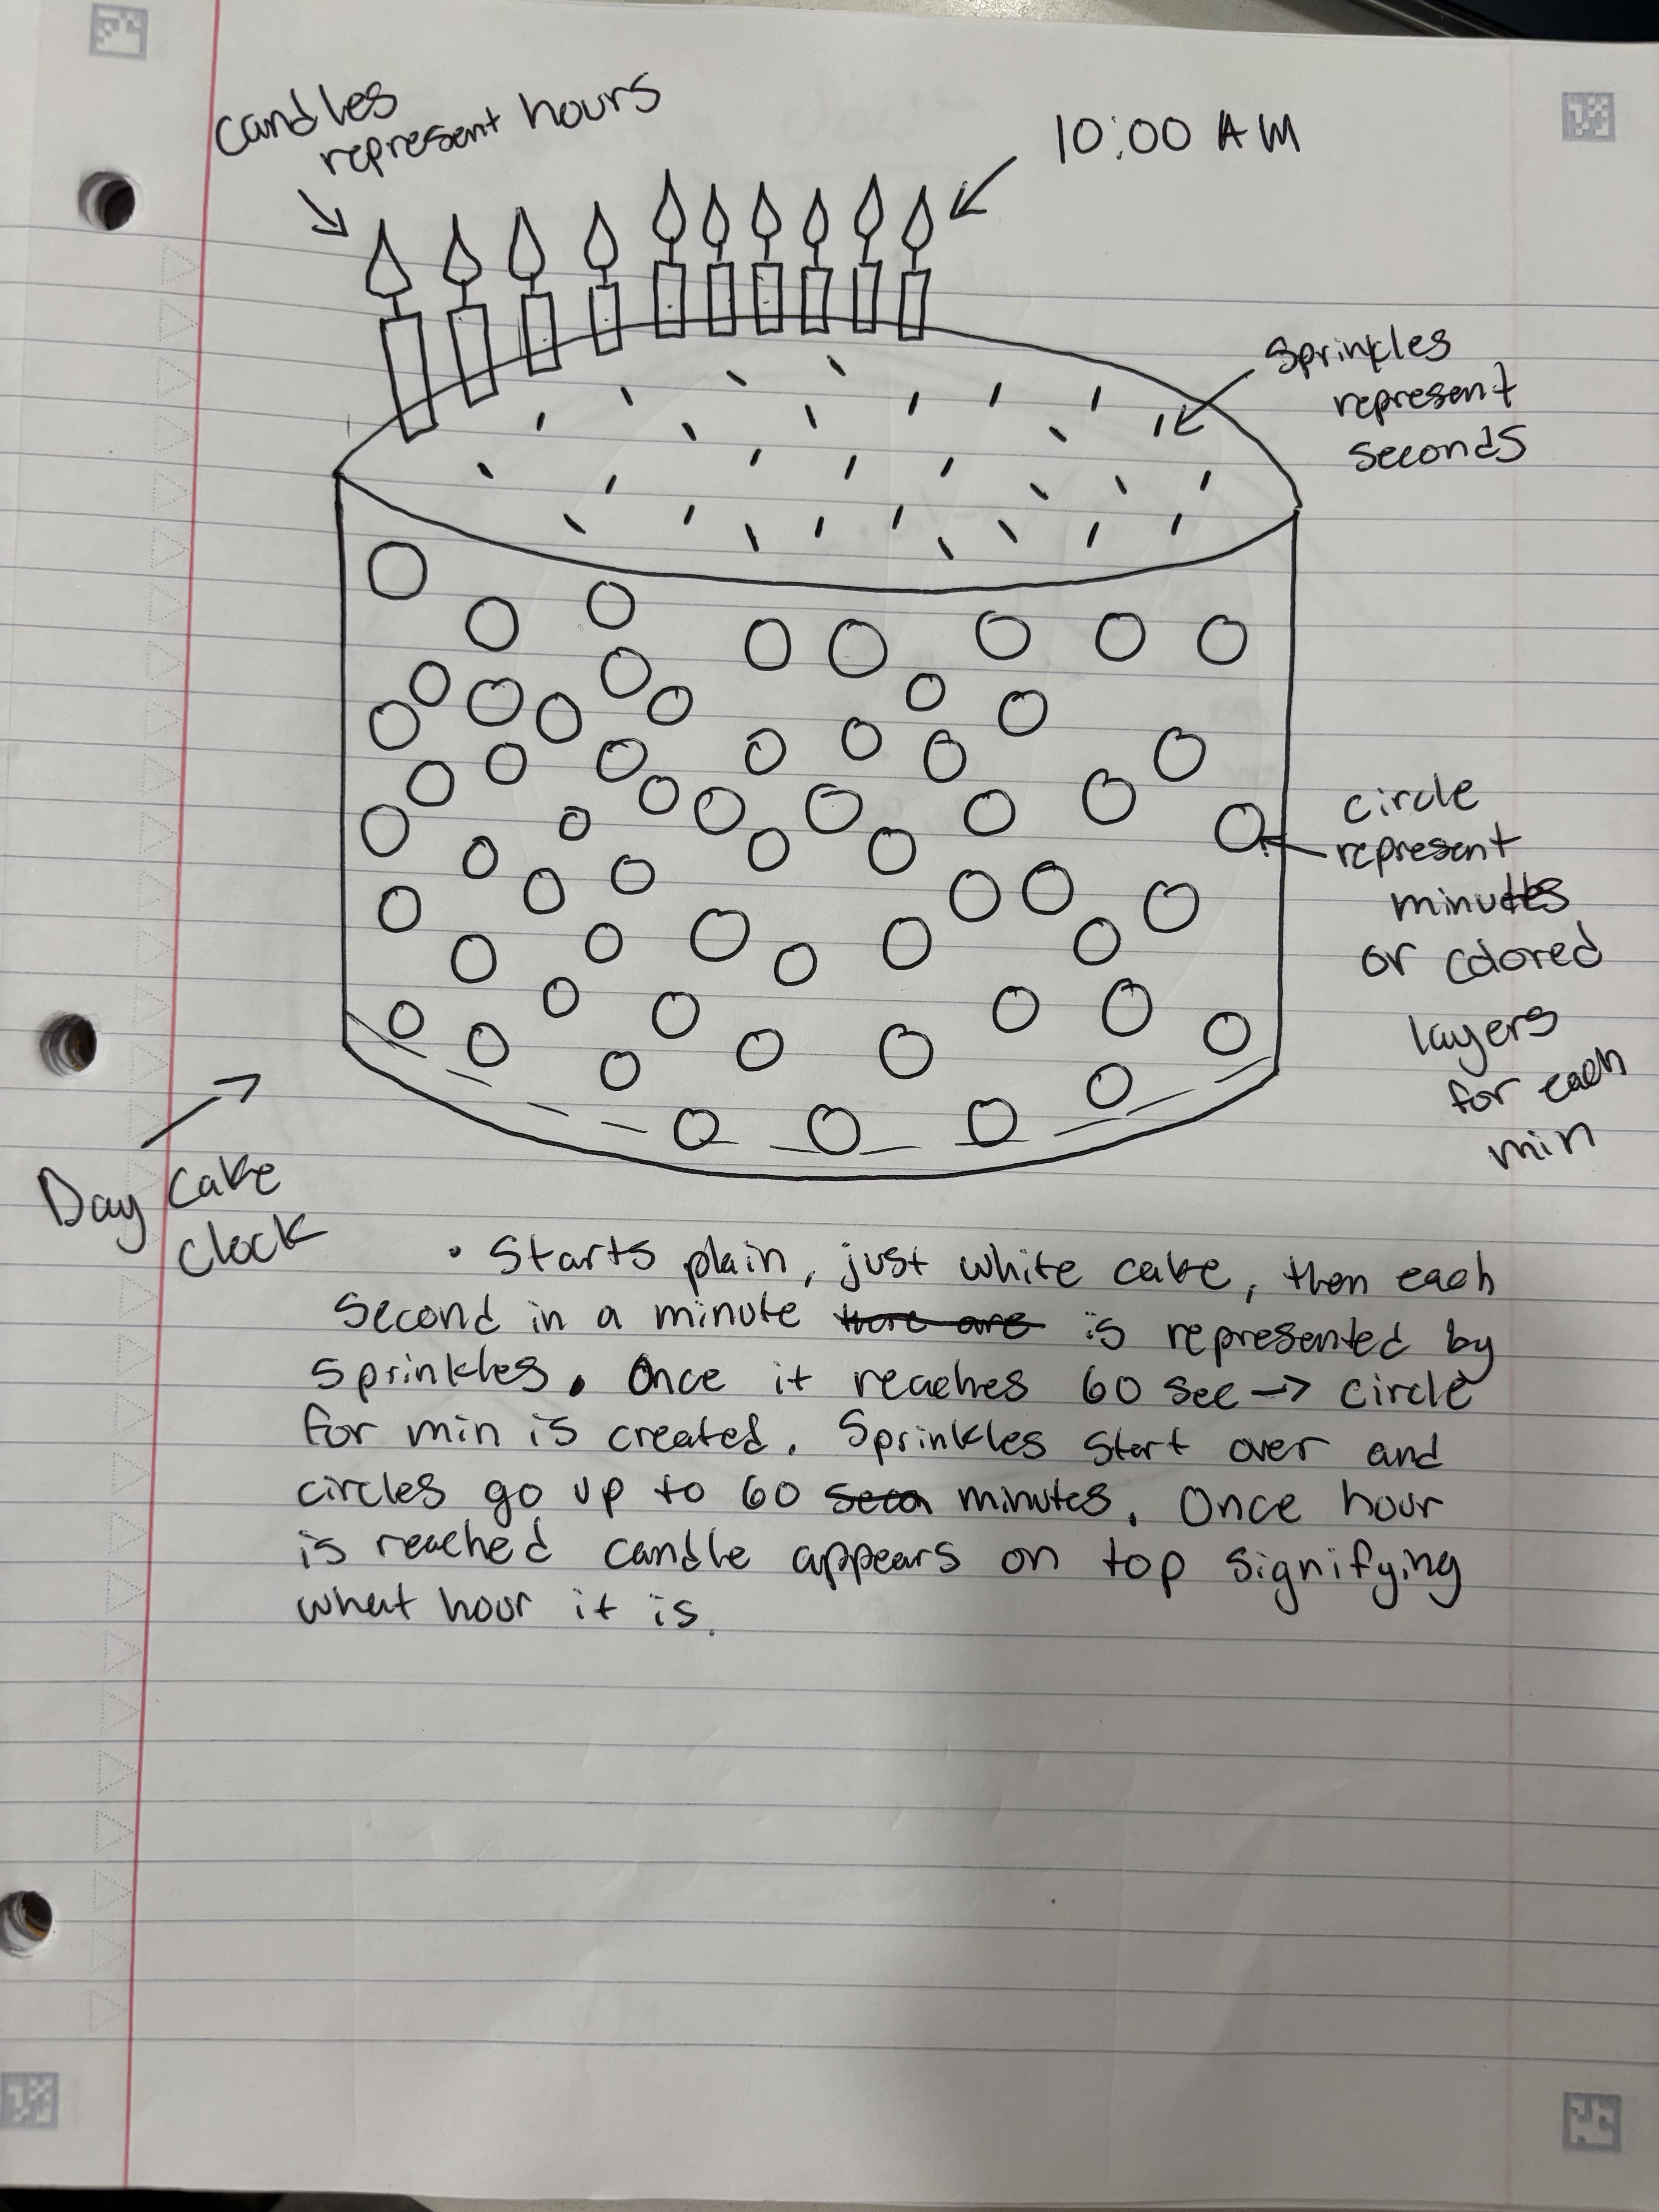 Candles
represent hours
10:00 AM
Sprinkles
represent
seconds
circle
represent
minutes
or colored
layers
for each
min
Day Cake
Clock
• Starts plain, just white cake, then each
second in a minute there are is represented by
sprinkles. Once it reaches 60 sec → circle
for min is created. Sprinkles start over and
circles go up to 60 secon minutes. Once hour
is reached candle appears on top signifying
what hour it is.